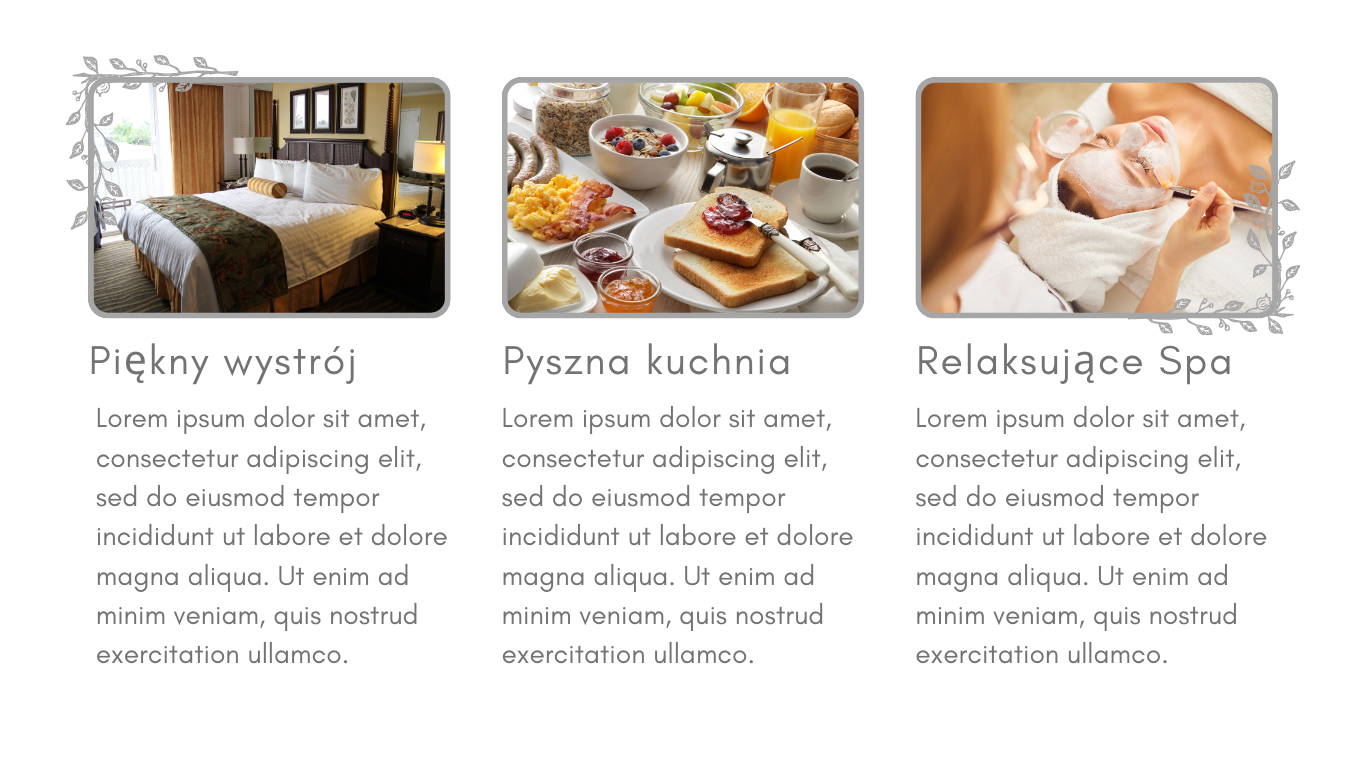 Piękny wystrój
Lorem ipsum dolor sit amet,
consectetur adipiscing elit,
sed do eiusmod tempor
incididunt ut labore et dolore
magna aliqua. Ut enim ad
minim veniam, quis nostrud
exercitation ullamco.
Pyszna kuchnia
Lorem ipsum dolor sit amet,
consectetur adipiscing elit,
sed do eiusmod tempor
incididunt ut labore et dolore
magna aliqua. Ut enim ad
minim veniam, quis nostrud
exercitation ullamco.
Relaksujące Spa
Lorem ipsum dolor sit amet,
consectetur adipiscing elit,
sed do eiusmod tempor
incididunt ut labore et dolore
magna aliqua. Ut enim ad
minim veniam, quis nostrud
exercitation ullamco.